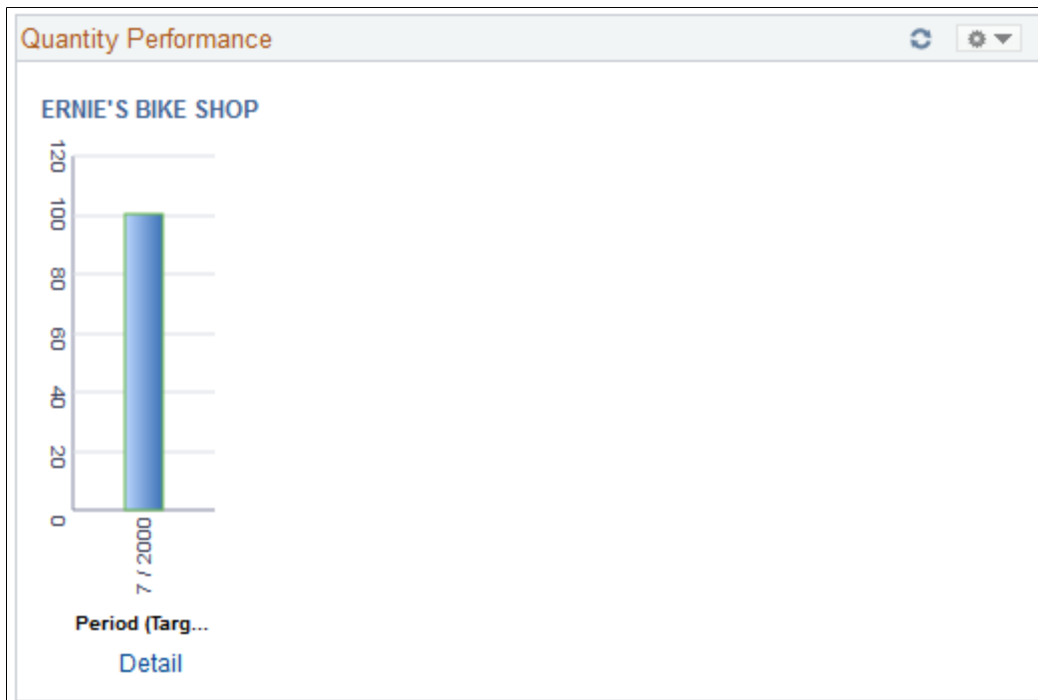 Quantity Performance
ERNIE'S BIKE SHOP
120
100
80
60
40
20
0
7 / 2000
Period (Targ...
Detail